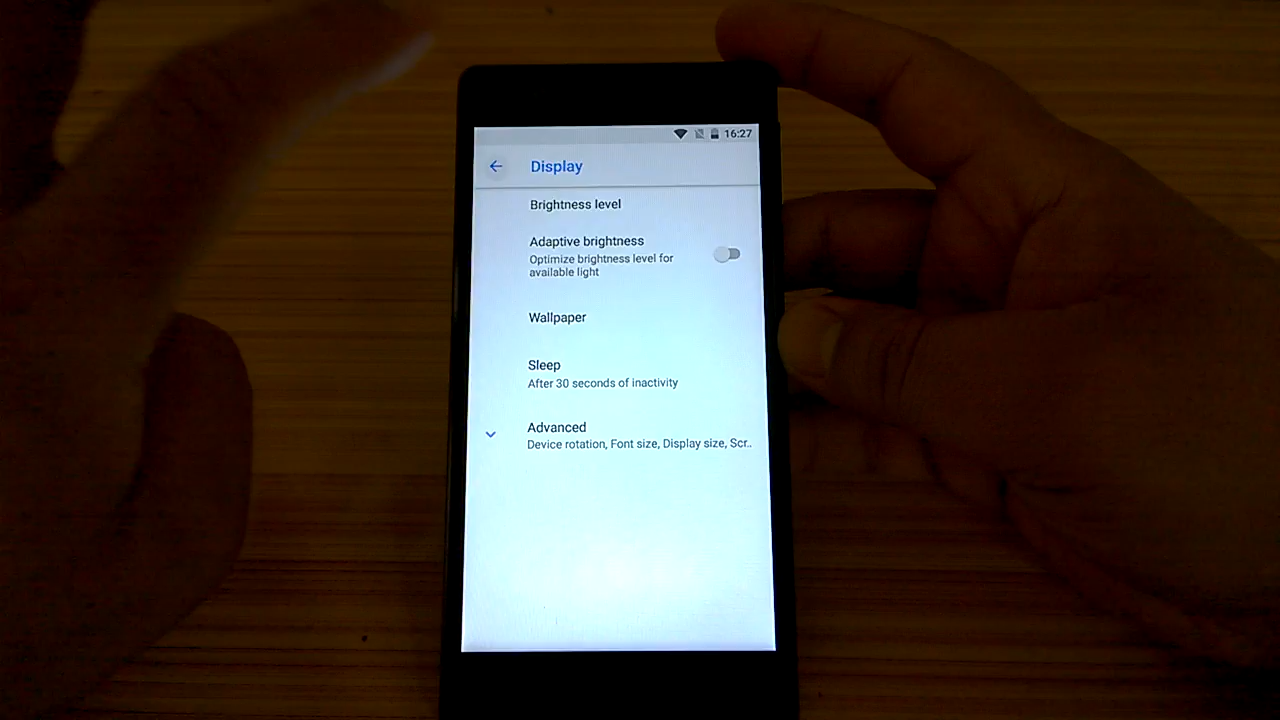 16:27
Display
Brightness level
Adaptive brightness
Optimize brightness level for
available light
Wallpaper
Sleep
After 30 seconds of inactivity
Advanced
Device rotation, Font size, Display size, Scr..